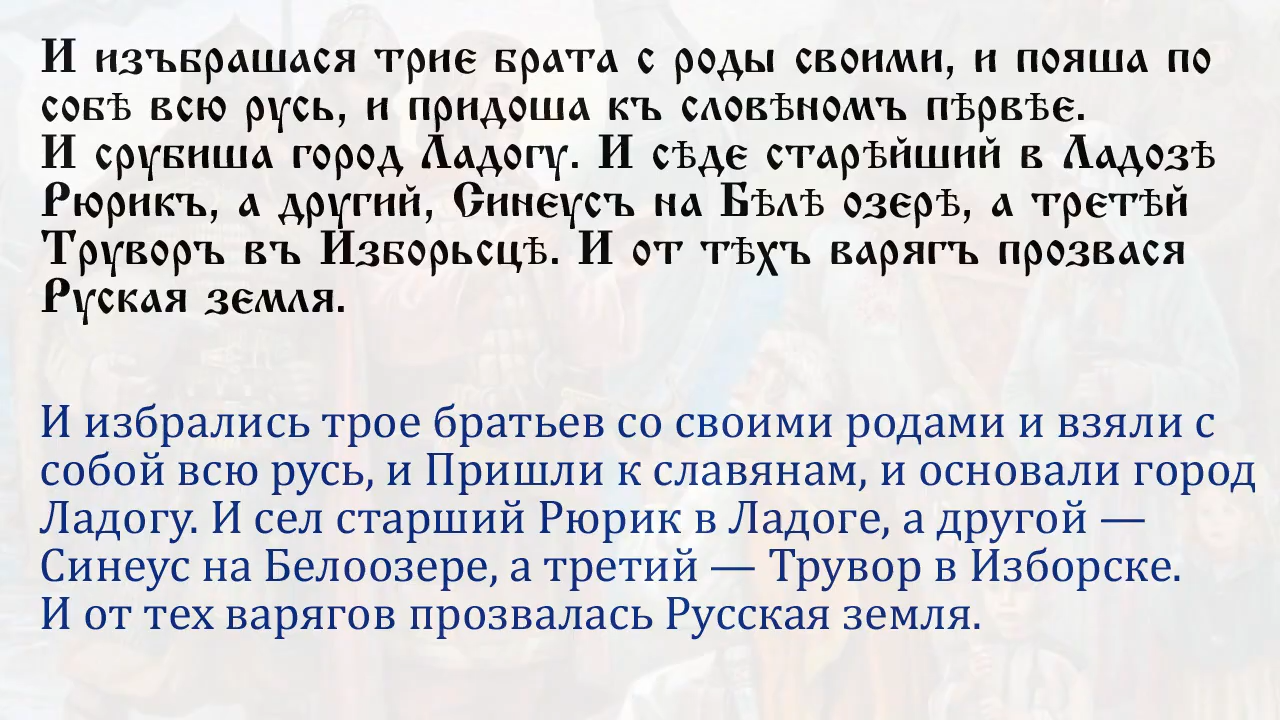 И изъбрашася трие брата с роды своими, и пояша по
собѣ всю русь, и придоша къ словѣномъ пѣрвѣе.
И срубиша город Ладогу. И сѣде старѣйший в Ладозѣ
Рюрикъ, а другий, Синеусъ на Бѣлѣ озерѣ, а третѣй
Труворъ въ Изборьсцѣ. И от тѣхъ варягъ прозвася
Руская земля.
И избрались трое братьев со своими родами и взяли с
собой всю русь, и Пришли к славянам, и основали город
Ладогу. И сел старший Рюрик в Ладоге, а другой —
Синеус на Белоозере, а третий — Трувор в Изборске.
И от тех варягов прозвалась Русская земля.